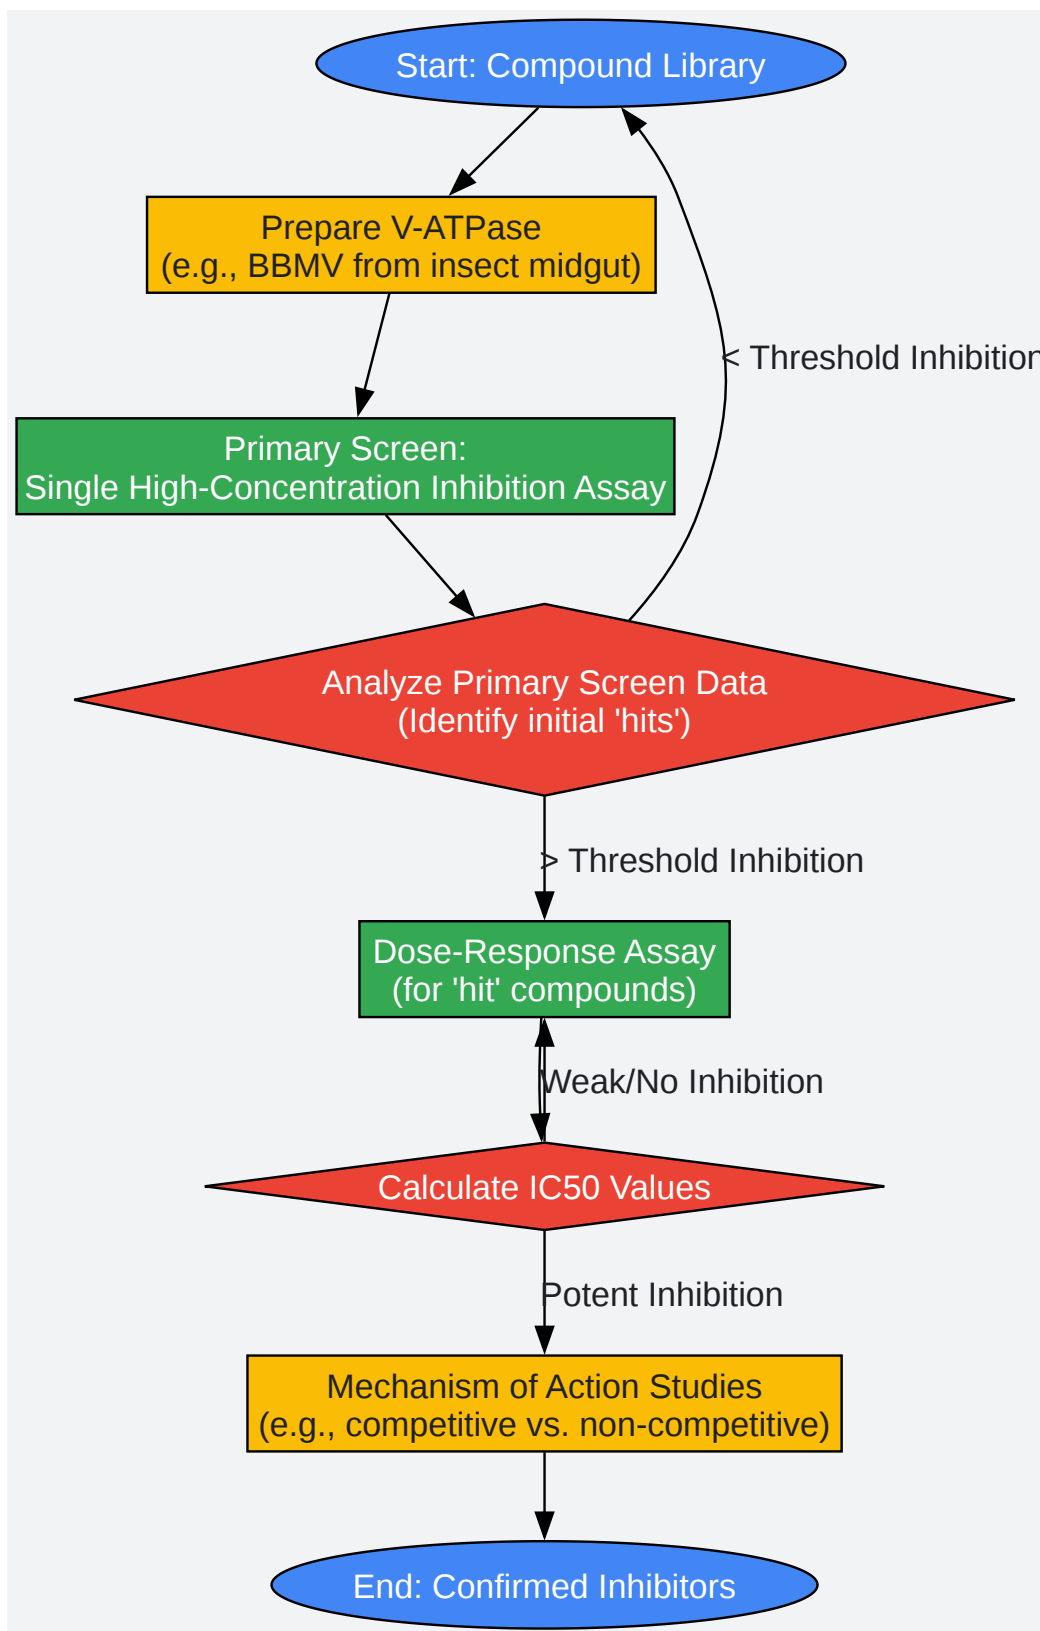 Start: Compound Library
Prepare V-ATPase
(e.g., BBMV from insect midgut)
< Threshold Inhibition
Primary Screen:
Single High-Concentration Inhibition Assay
Analyze Primary Screen Data
(Identify initial 'hits')
> Threshold Inhibition
Dose-Response Assay
(for 'hit' compounds)
Weak/No Inhibition
Calculate IC50 Values
Potent Inhibition
Mechanism of Action Studies
(e.g., competitive vs. non-competitive)
End: Confirmed Inhibitors